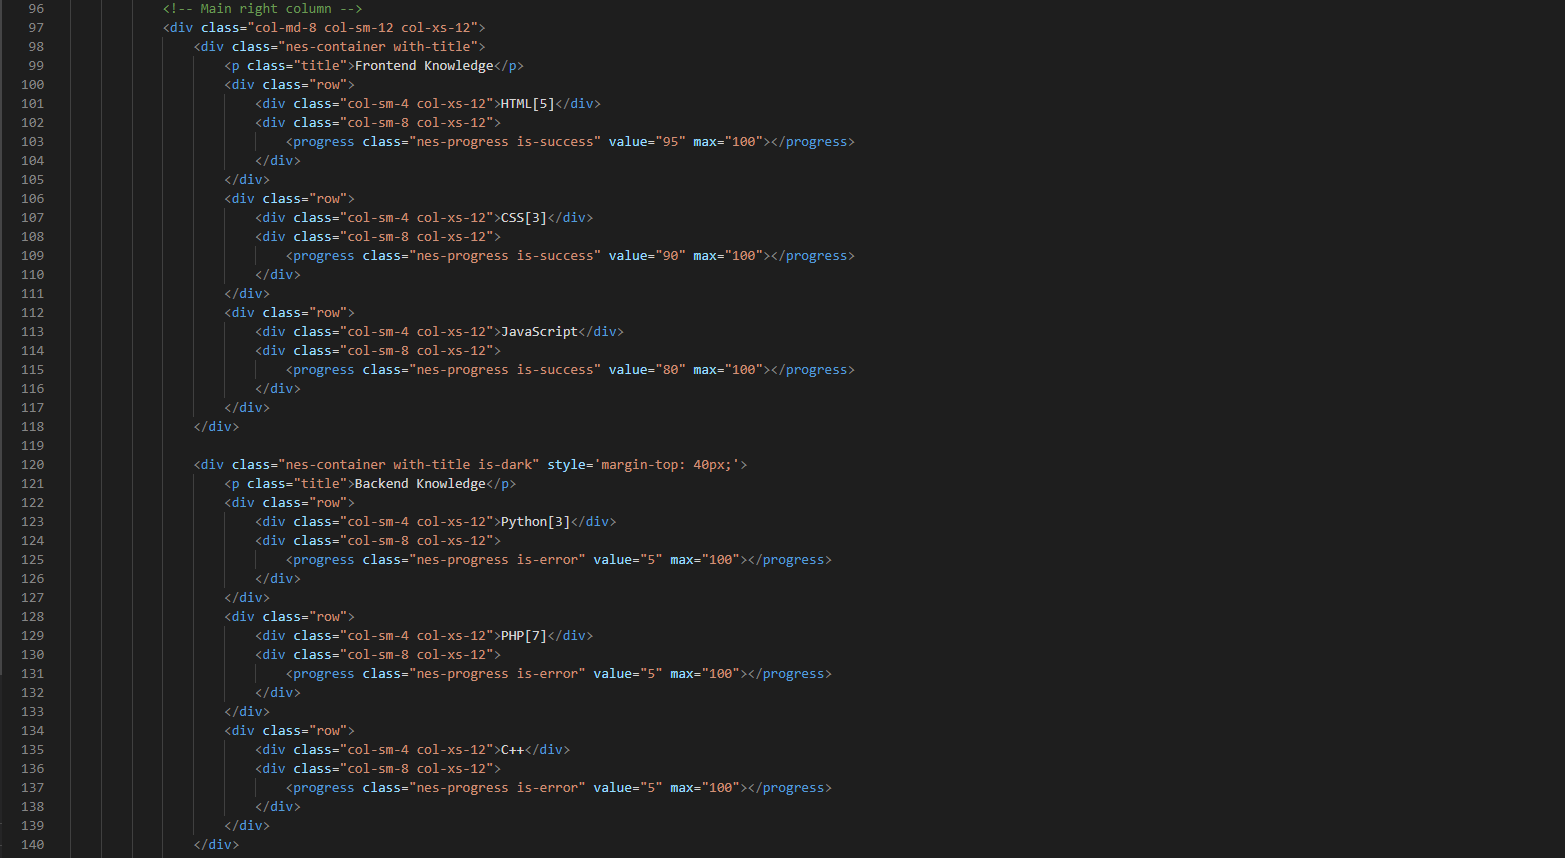 96 <!-- Main right column -->
97 <div class="col-md-8 col-sm-12 col-xs-12">
98 <div class="nes-container with-title">
99 <p class="title">Frontend Knowledge</p>
100 <div class="row">
101 <div class="col-sm-4 col-xs-12">HTML[5]</div>
102 <div class="col-sm-8 col-xs-12">
103 <progress class="nes-progress is-success" value="95" max="100"></progress>
104 </div>
105 </div>
106 <div class="row">
107 <div class="col-sm-4 col-xs-12">CSS[3]</div>
108 <div class="col-sm-8 col-xs-12">
109 <progress class="nes-progress is-success" value="90" max="100"></progress>
110 </div>
111 </div>
112 <div class="row">
113 <div class="col-sm-4 col-xs-12">JavaScript</div>
114 <div class="col-sm-8 col-xs-12">
115 <progress class="nes-progress is-success" value="80" max="100"></progress>
116 </div>
117 </div>
118 </div>
119
120 <div class="nes-container with-title is-dark" style='margin-top: 40px;'>
121 <p class="title">Backend Knowledge</p>
122 <div class="row">
123 <div class="col-sm-4 col-xs-12">Python[3]</div>
124 <div class="col-sm-8 col-xs-12">
125 <progress class="nes-progress is-error" value="5" max="100"></progress>
126 </div>
127 </div>
128 <div class="row">
129 <div class="col-sm-4 col-xs-12">PHP[7]</div>
130 <div class="col-sm-8 col-xs-12">
131 <progress class="nes-progress is-error" value="5" max="100"></progress>
132 </div>
133 </div>
134 <div class="row">
135 <div class="col-sm-4 col-xs-12">C++</div>
136 <div class="col-sm-8 col-xs-12">
137 <progress class="nes-progress is-error" value="5" max="100"></progress>
138 </div>
139 </div>
140 </div>